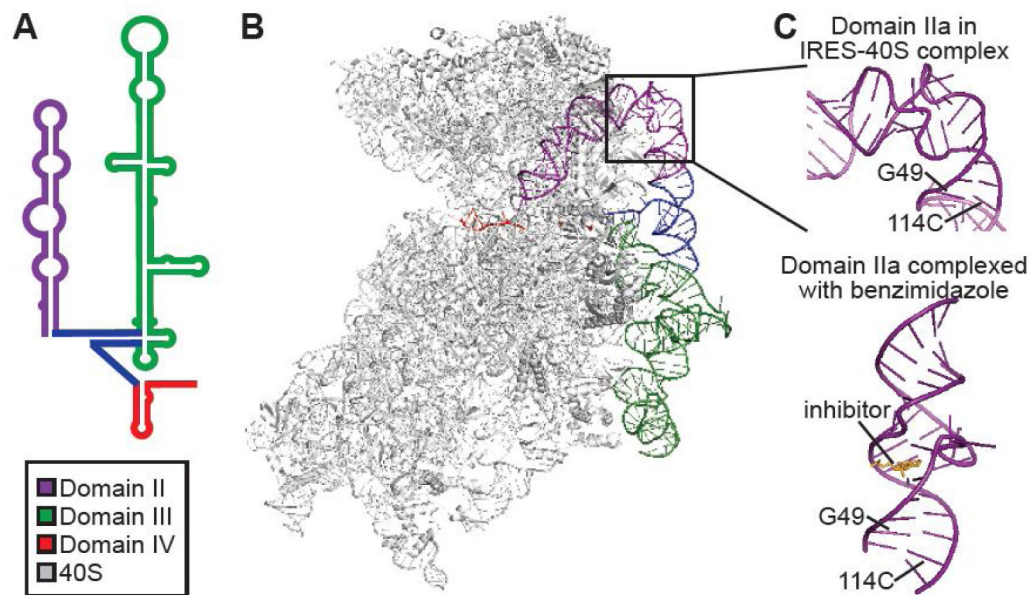 A
B
C
Domain IIa in
IRES-40S complex
G49
114C
Domain IIa complexed
with benzimidazole
inhibitor
G49
114C
Domain II
Domain III
Domain IV
40S